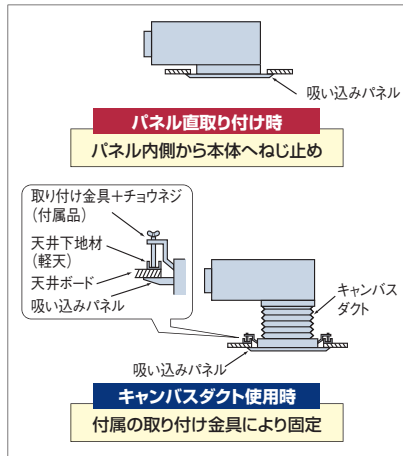 吸い込みパネル
パネル直取り付け時
パネル内側から本体へねじ止め
取り付け金具＋チョウネジ
(付属品)
天井下地材
(軽天)
天井ボード
吸い込みパネル
キャンバス
ダクト
吸い込みパネル
キャンバスダクト使用時
付属の取り付け金具により固定